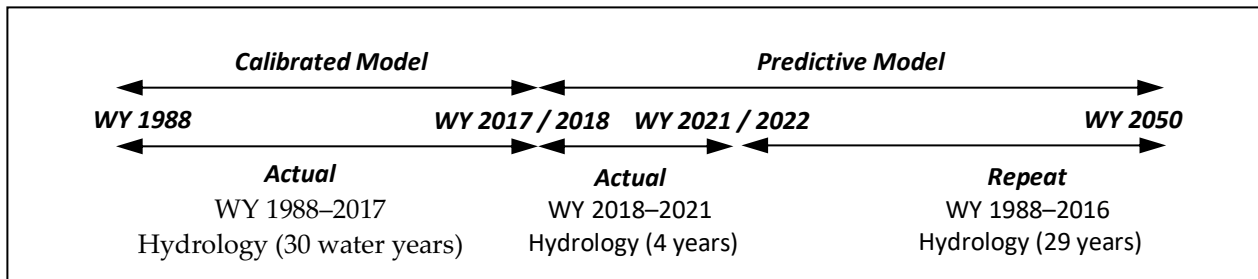 Calibrated Model Predictive Model
WY 1988 WY 2017 / 2018 WY 2021 / 2022 WY 2050
Actual Actual Repeat
WY 1988–2017 WY 2018–2021 WY 1988–2016
Hydrology (30 water years) Hydrology (4 years) Hydrology (29 years)